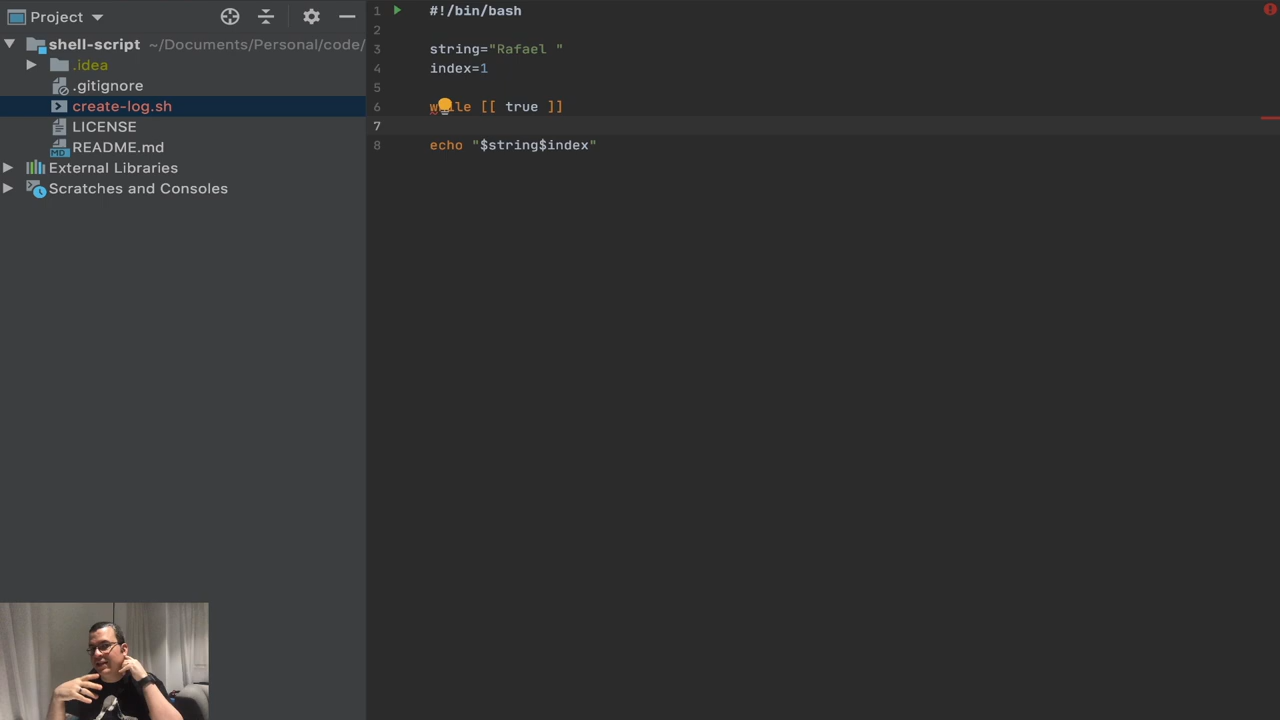 Project
shell-script ~/Documents/Personal/code/
.idea
.gitignore
create-log.sh
LICENSE
README.md
External Libraries
Scratches and Consoles
1 #!/bin/bash
2
3 string="Rafael "
4 index=1
5
6 while [[ true ]]
7
8 echo "$string$index"